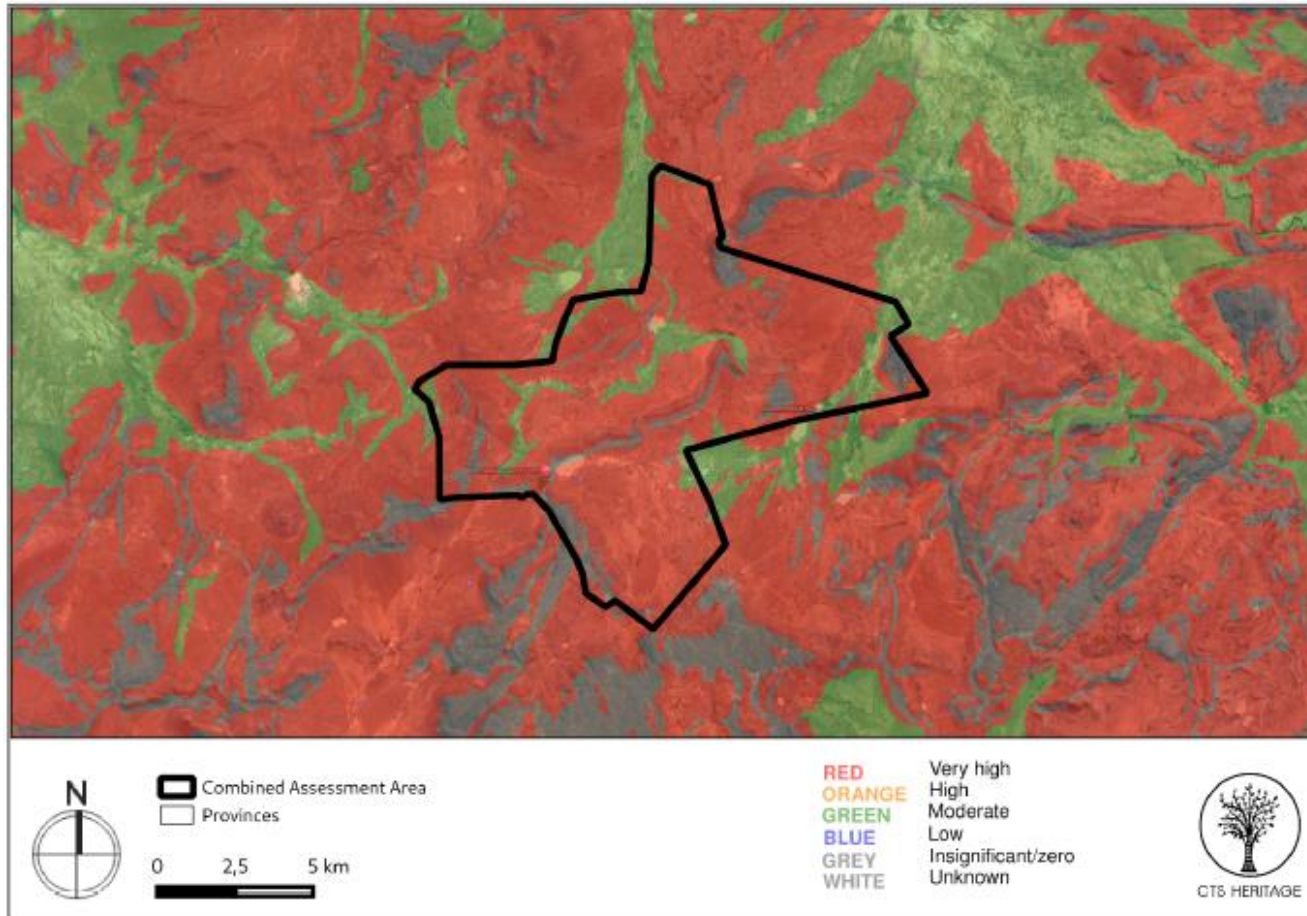 N
Combined Assessment Area
Provinces
0 2,5 5 km
RED Very high
ORANGE High
GREEN Moderate
BLUE Low
GREY Insignificant/zero
WHITE Unknown
CTS HERITAGE